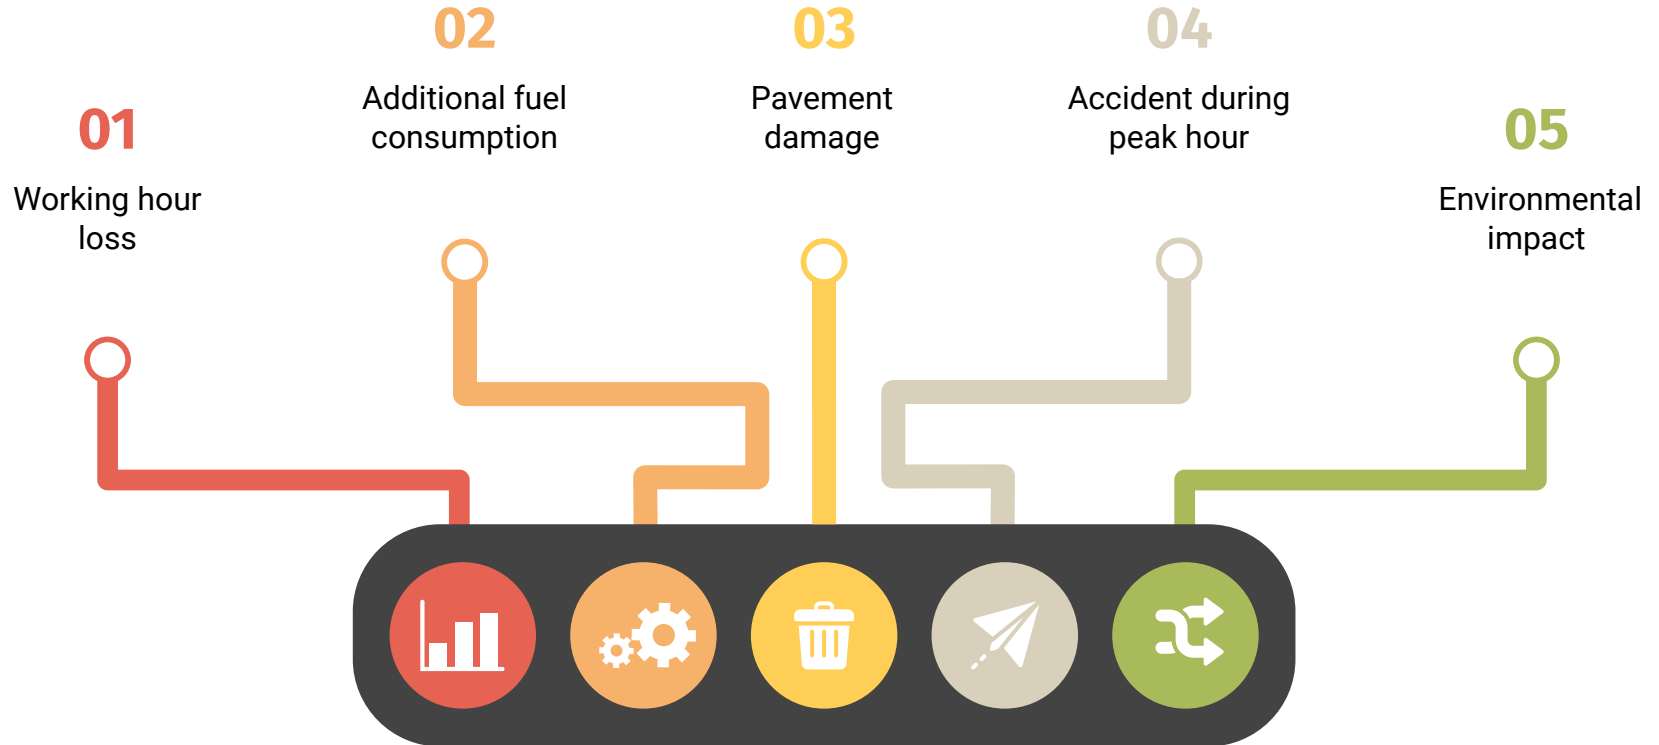 01
Working hour
loss
02
Additional fuel
consumption
03
Pavement
damage
04
Accident during
peak hour
05
Environmental
impact